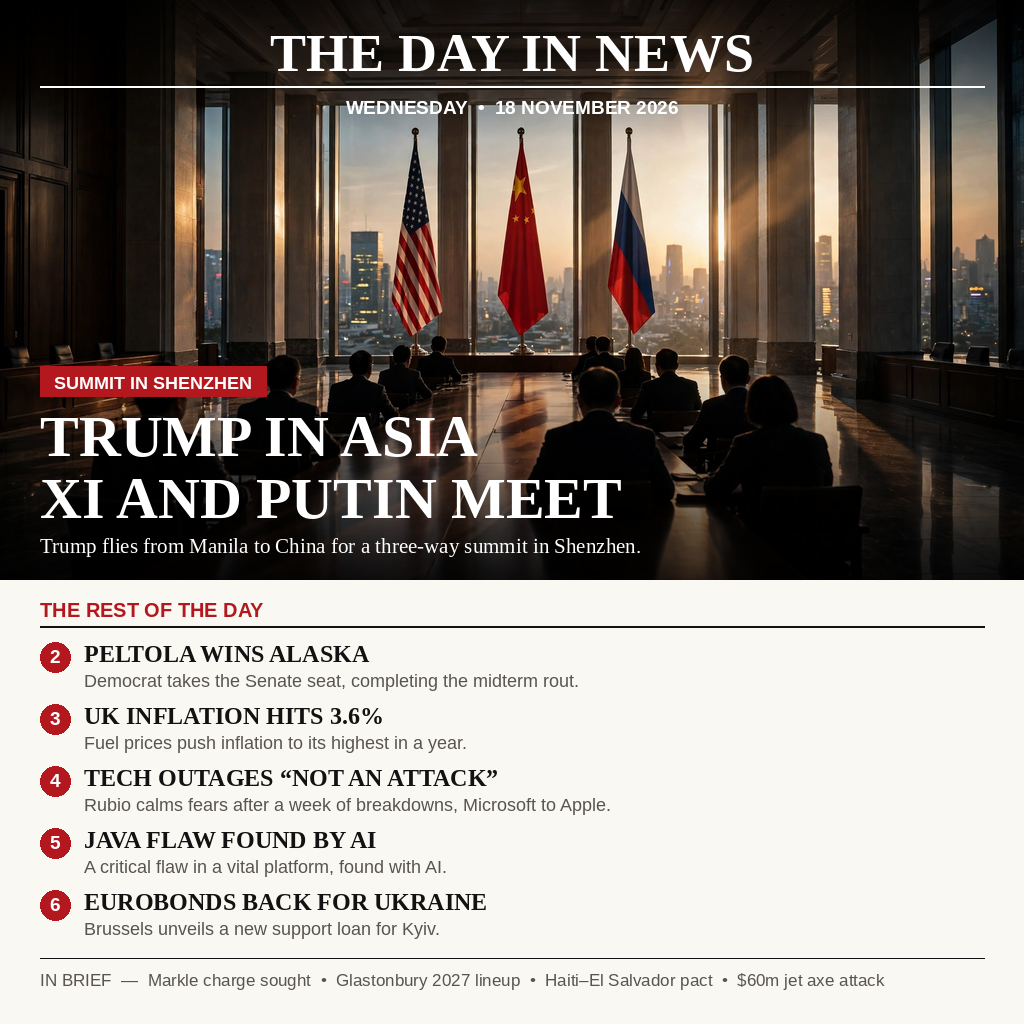 THE DAY IN NEWS
WEDNESDAY • 18 NOVEMBER 2026
SUMMIT IN SHENZHEN
TRUMP IN ASIA
XI AND PUTIN MEET
Trump flies from Manila to China for a three-way summit in Shenzhen.
THE REST OF THE DAY
2 PELTOLA WINS ALASKA
Democrat takes the Senate seat, completing the midterm rout.
3 UK INFLATION HITS 3.6%
Fuel prices push inflation to its highest in a year.
4 TECH OUTAGES “NOT AN ATTACK”
Rubio calms fears after a week of breakdowns, Microsoft to Apple.
5 JAVA FLAW FOUND BY AI
A critical flaw in a vital platform, found with AI.
6 EUROBONDS BACK FOR UKRAINE
Brussels unveils a new support loan for Kyiv.
IN BRIEF — Markle charge sought • Glastonbury 2027 lineup • Haiti–El Salvador pact • $60m jet axe attack